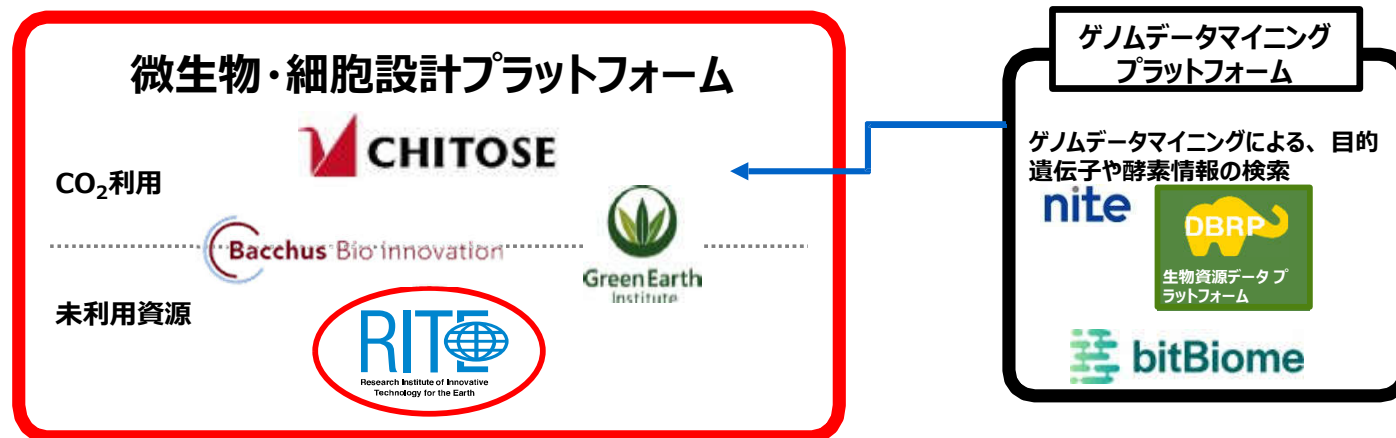 微生物・細胞設計プラットフォーム
CHITOSE
CO₂利用
Bacchus Bio innovation
Green Earth
Institute
未利用資源
RITE
Research Institute of Innovative
Technology for the Earth
ゲノムデータマイニング
プラットフォーム
ゲノムデータマイニングによる、目的
遺伝子や酵素情報の検索
nite
DBRP
生物資源データプ
ラットフォーム
bitBiome